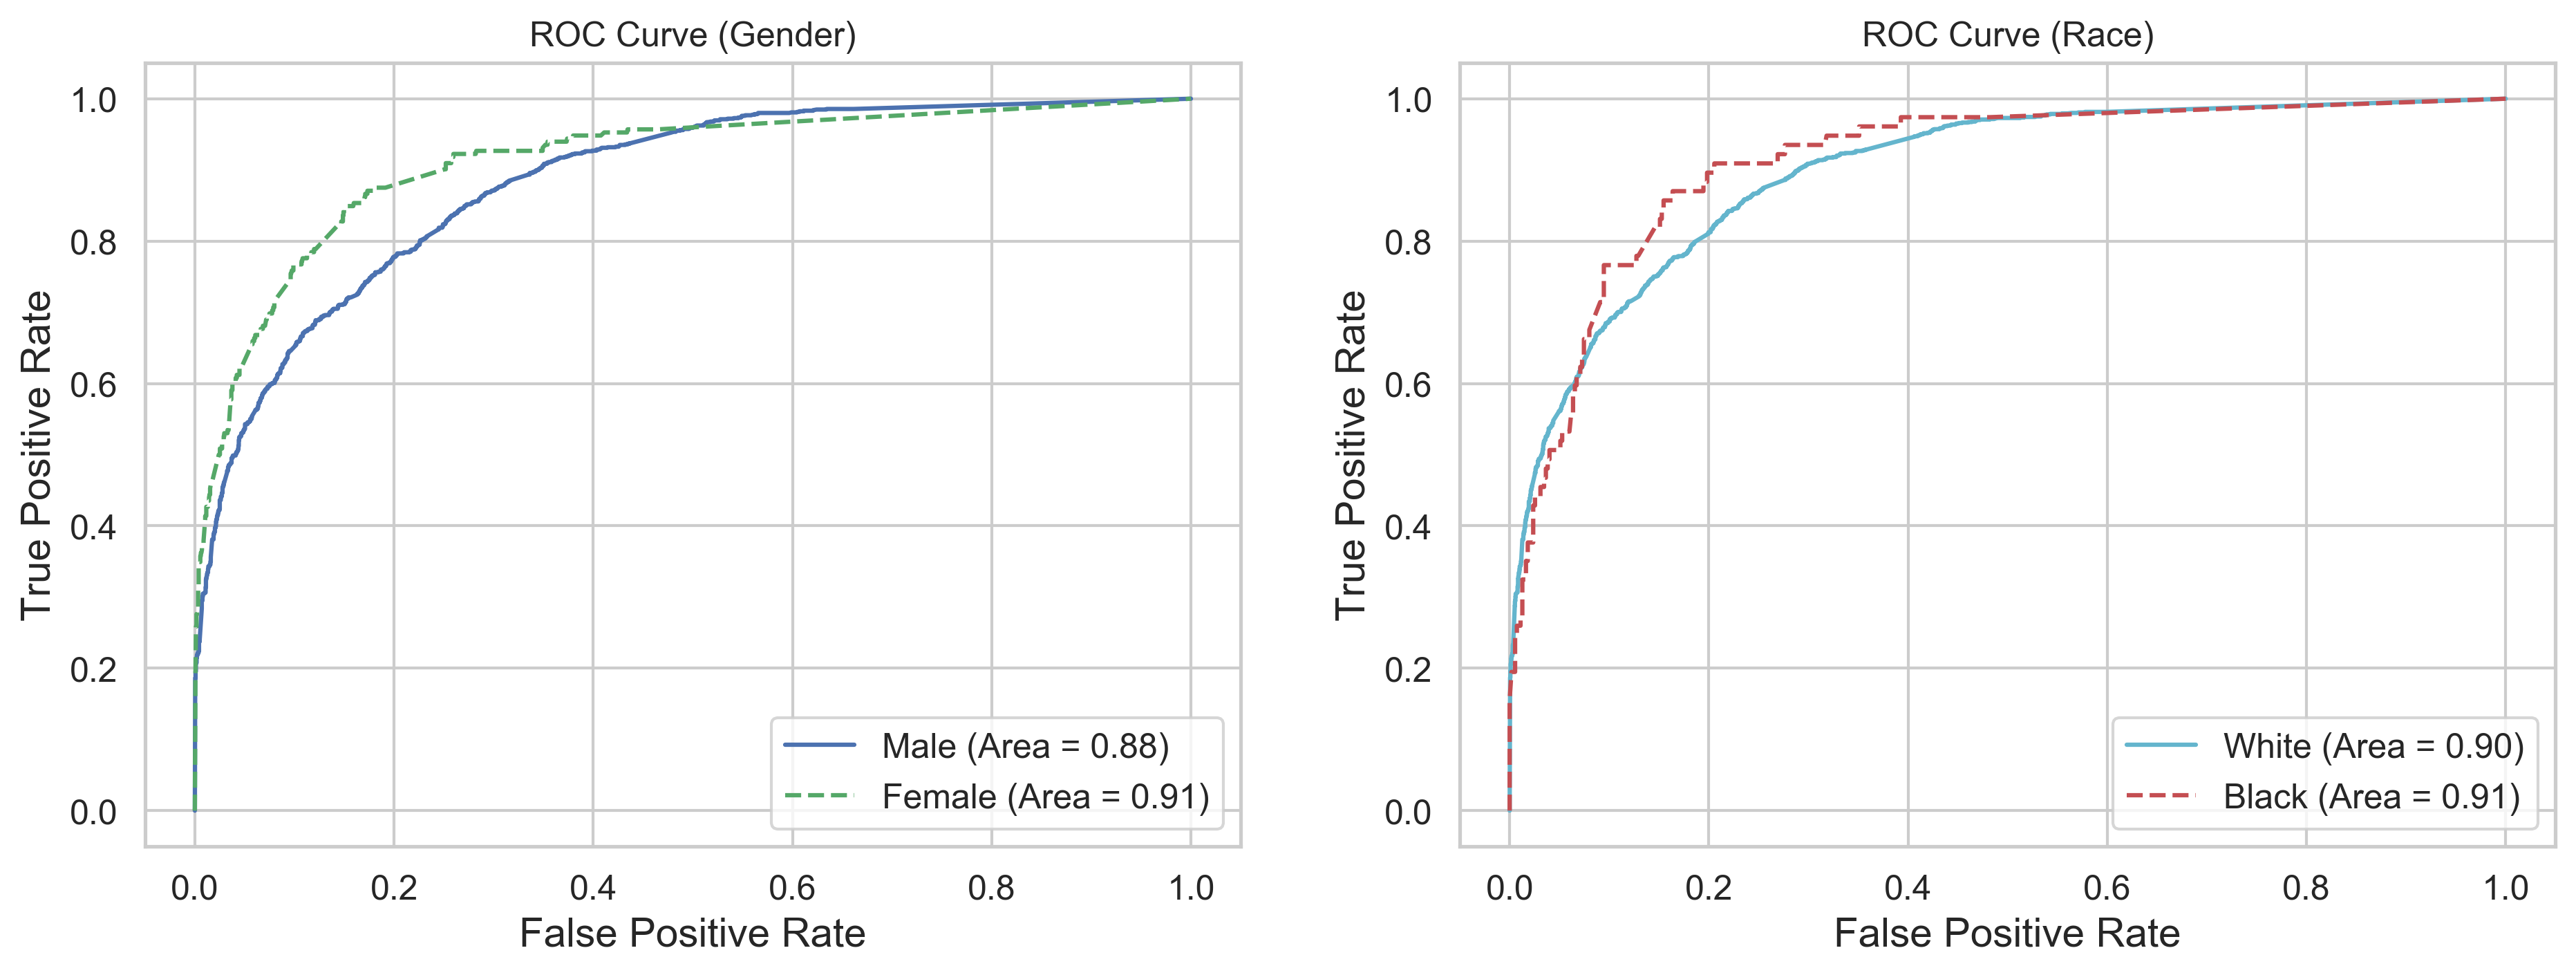 ROC Curve (Gender)
1.0
0.8
0.6
0.4
0.2
0.0
True Positive Rate
Male (Area = 0.88)
Female (Area = 0.91)
0.0 0.2 0.4 0.6 0.8 1.0
False Positive Rate
ROC Curve (Race)
1.0
0.8
0.6
0.4
0.2
0.0
True Positive Rate
White (Area = 0.90)
Black (Area = 0.91)
0.0 0.2 0.4 0.6 0.8 1.0
False Positive Rate